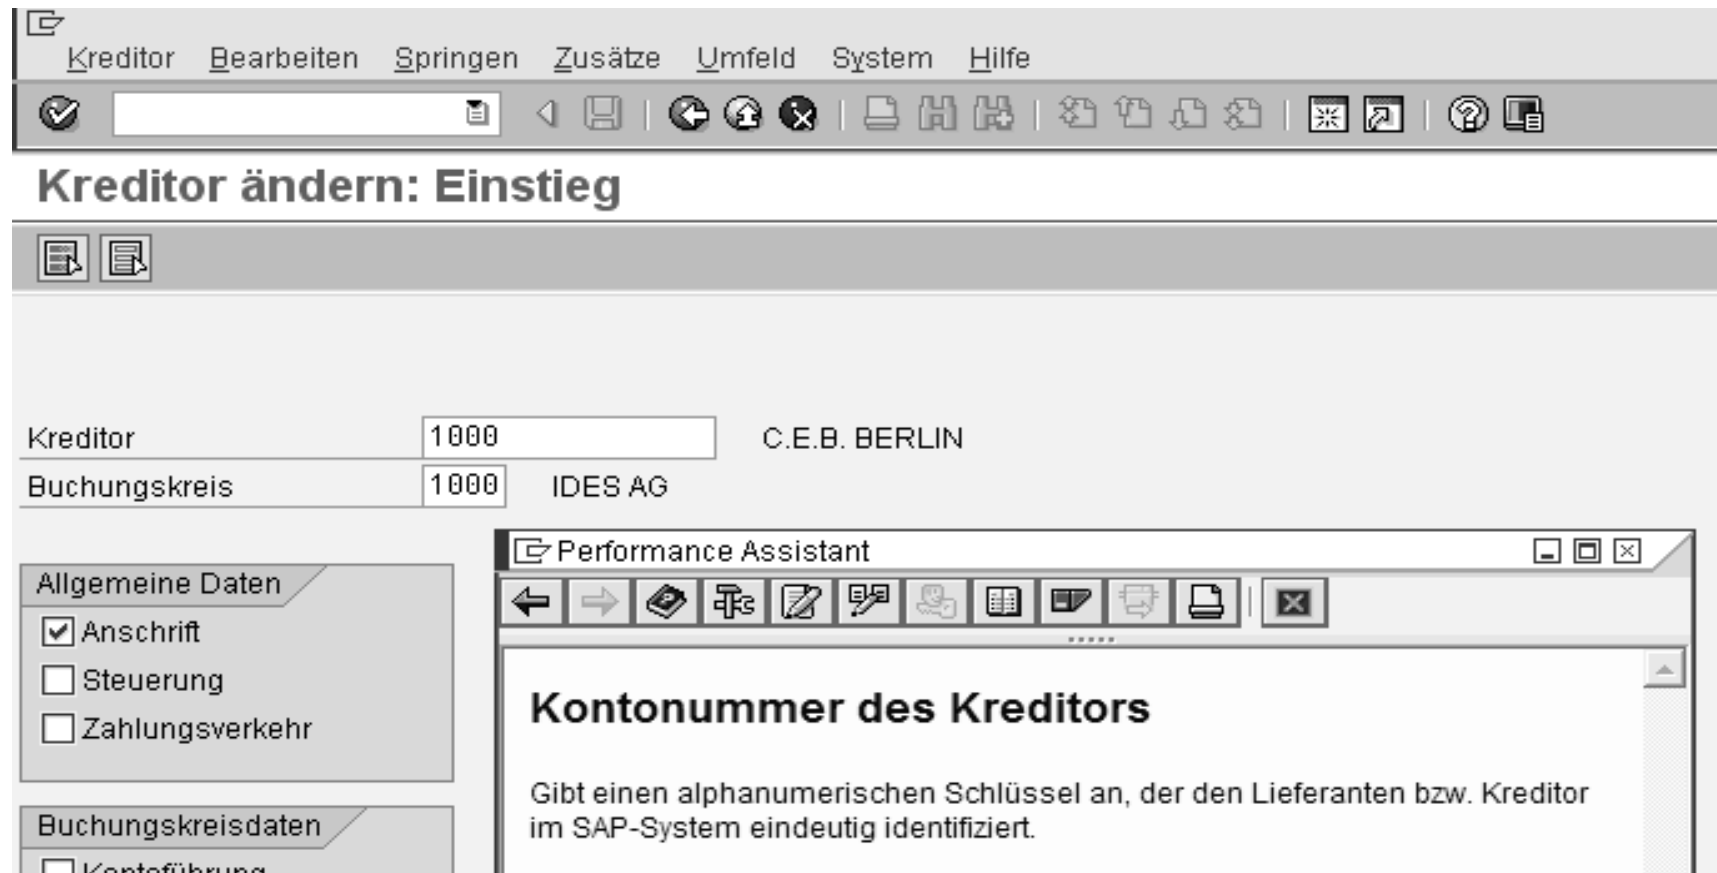 Kreditor Bearbeiten Springen Zusätze Umfeld System Hilfe
Kreditor ändern: Einstieg
Kreditor 1000 C.E.B. BERLIN
Buchungskreis 1000 IDES AG
Performance Assistant
Allgemeine Daten
Anschrift
Steuerung
Zahlungsverkehr
Buchungskreisdaten
Kontoführung
Kontonummer des Kreditors
Gibt einen alphanumerischen Schlüssel an, der den Lieferanten bzw. Kreditor
im SAP-System eindeutig identifiziert.